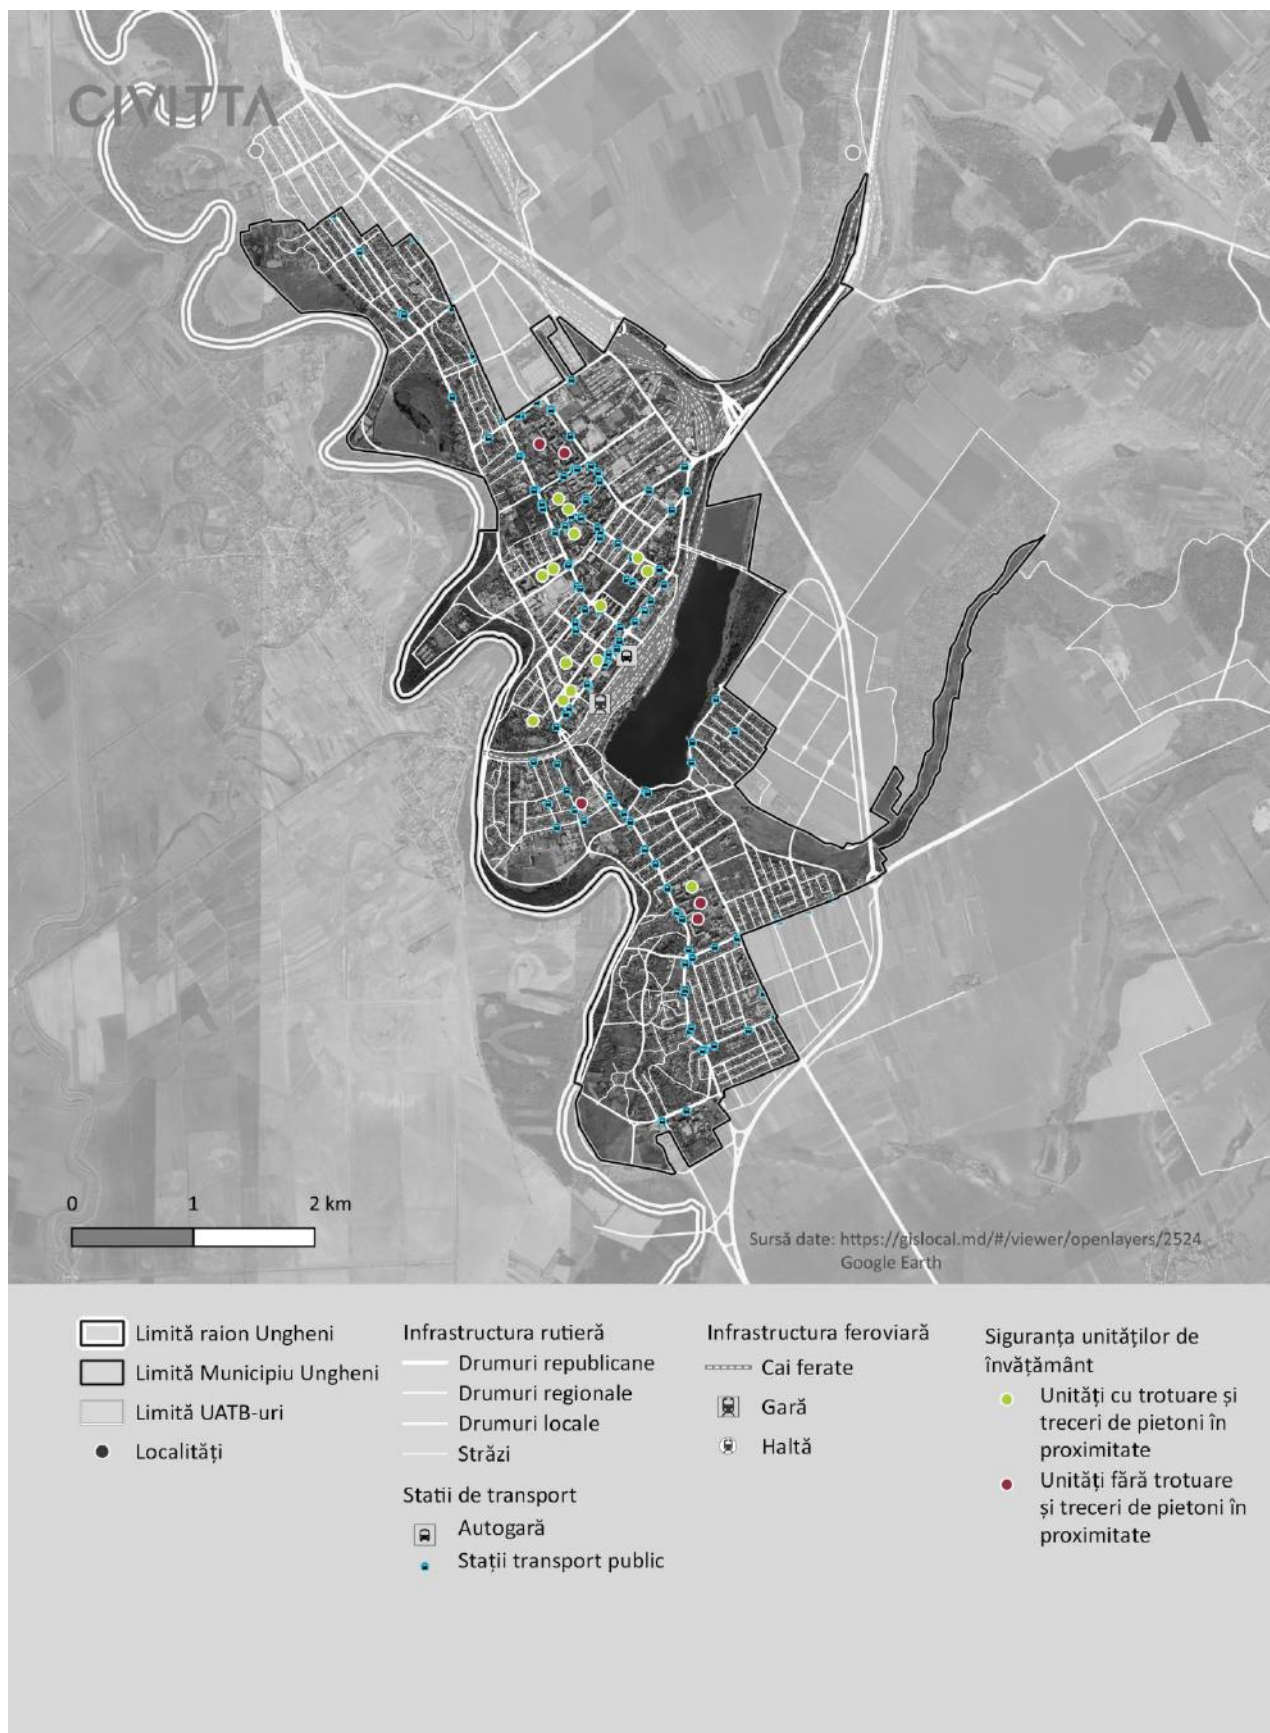 CIVITTA
0 1 2 km
Sursă date: https://gislocal.md/#/viewer/openlayers/2524
Google Earth
Limită raion Ungheni
Limită Municipiu Ungheni
Limită UATB-uri
Localități
Infrastructura rutieră
Drumuri republicane
Drumuri regionale
Drumuri locale
Străzi
Statii de transport
Autogară
Stații transport public
Infrastructura feroviară
Cai ferate
Gară
Haltă
Siguranța unităților de
învățământ
Unități cu trotuare și
treceri de pietoni în
proximitate
Unități fără trotuare
și treceri de pietoni în
proximitate